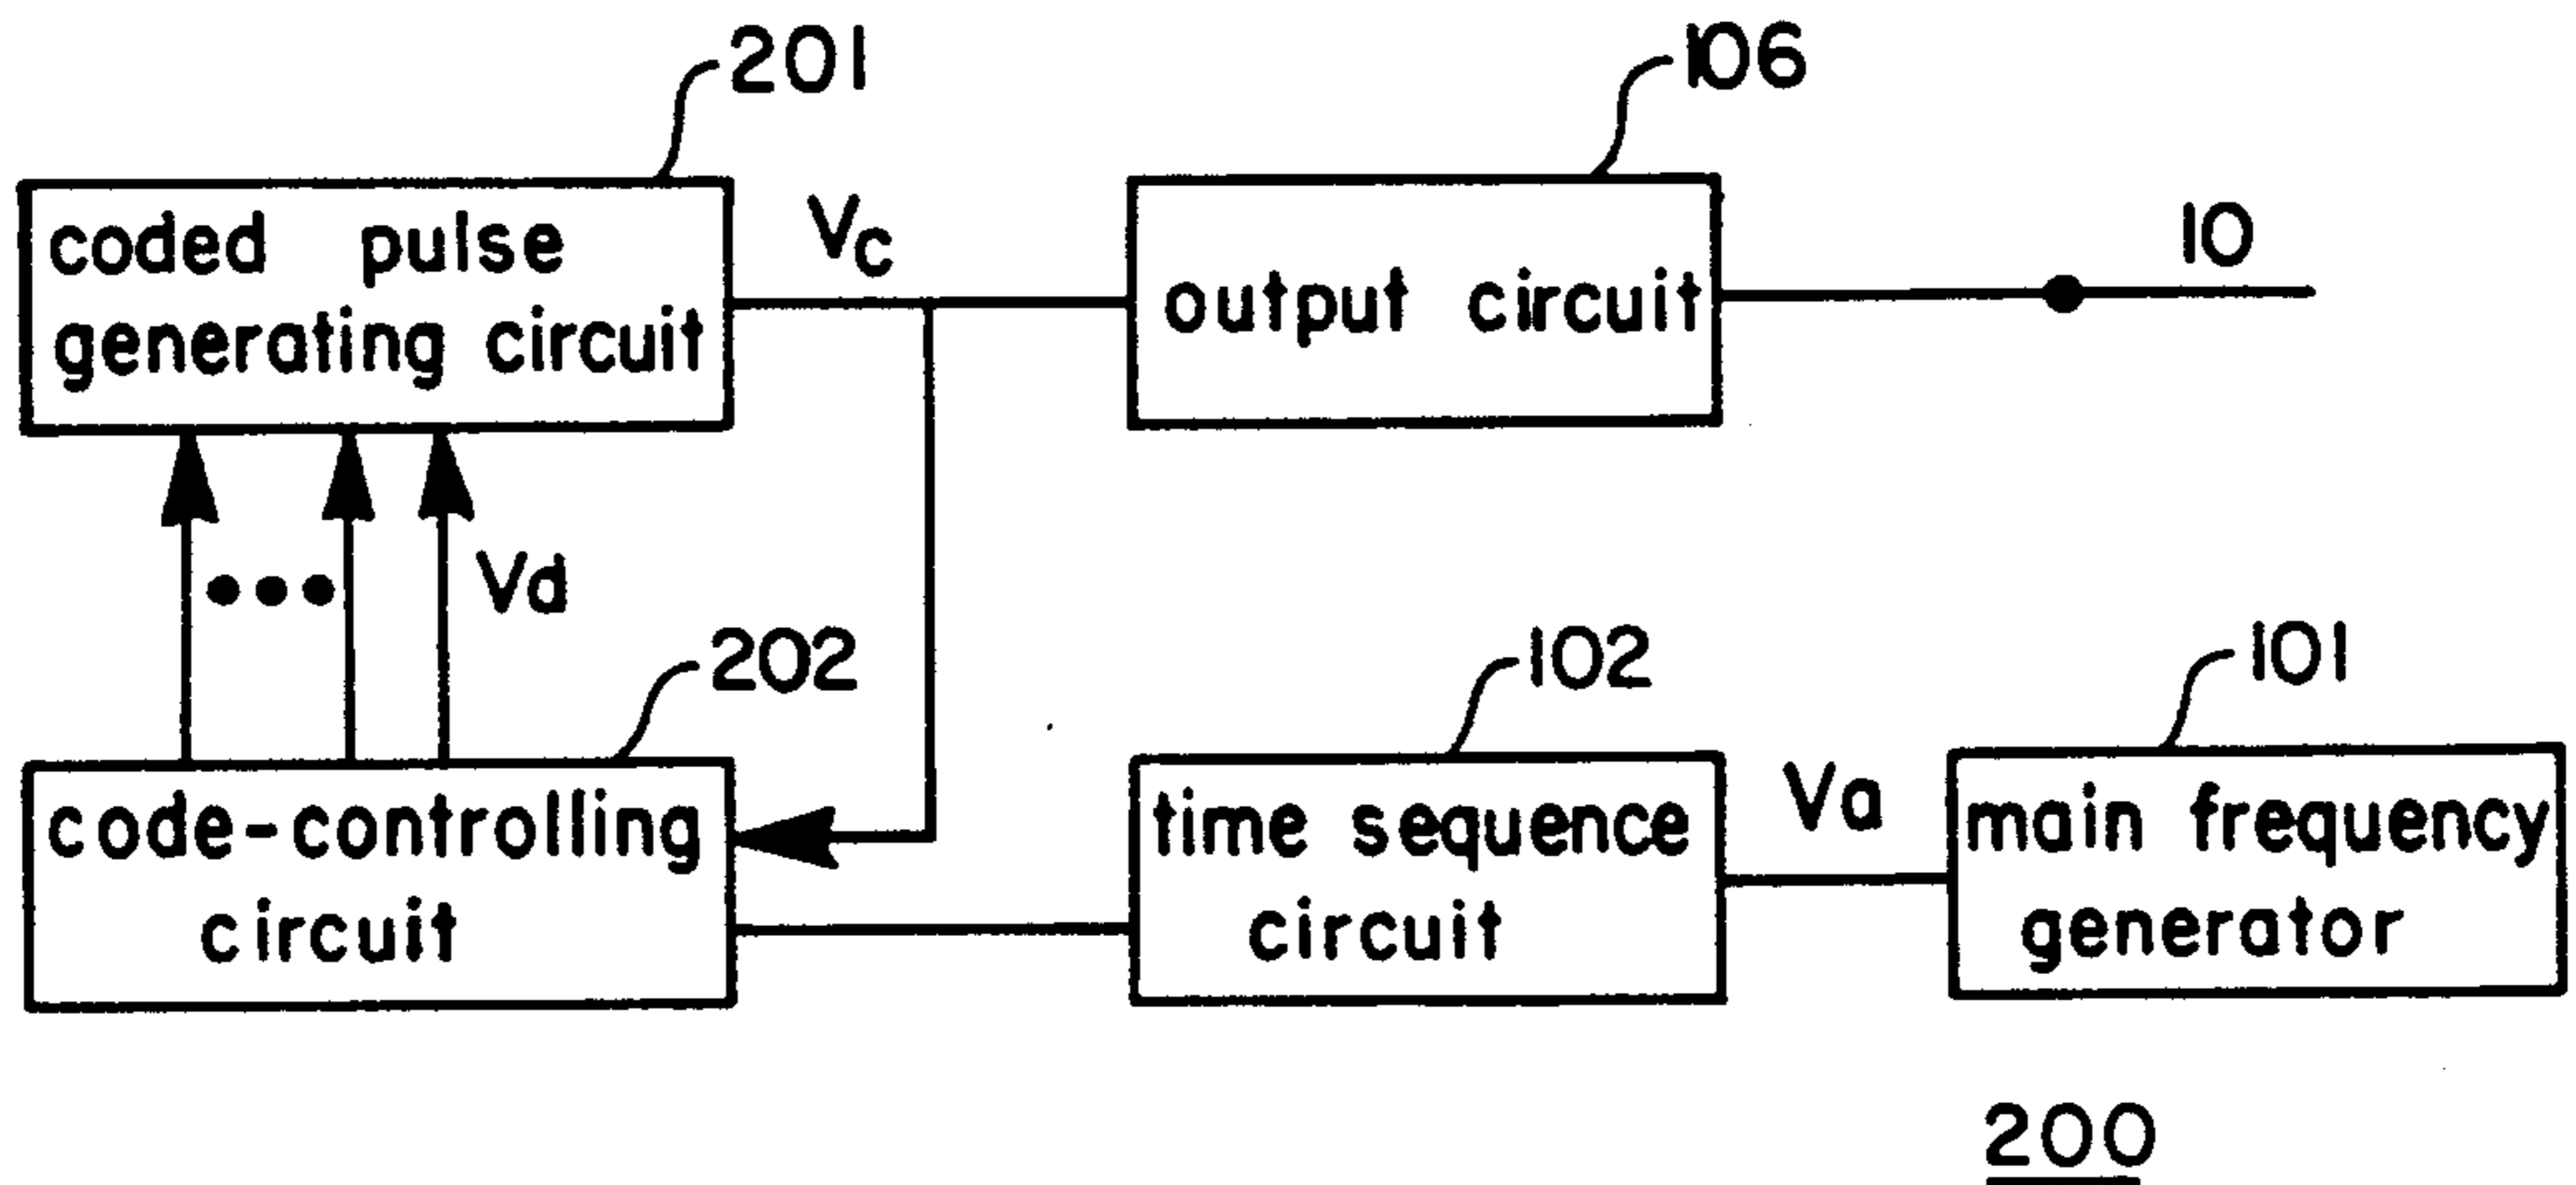 201
106
coded pulse
generating circuit
Vc
output circuit
10
Vd
202
102
101
code-controlling
circuit
time sequence
circuit
Va
main frequency
generator
200